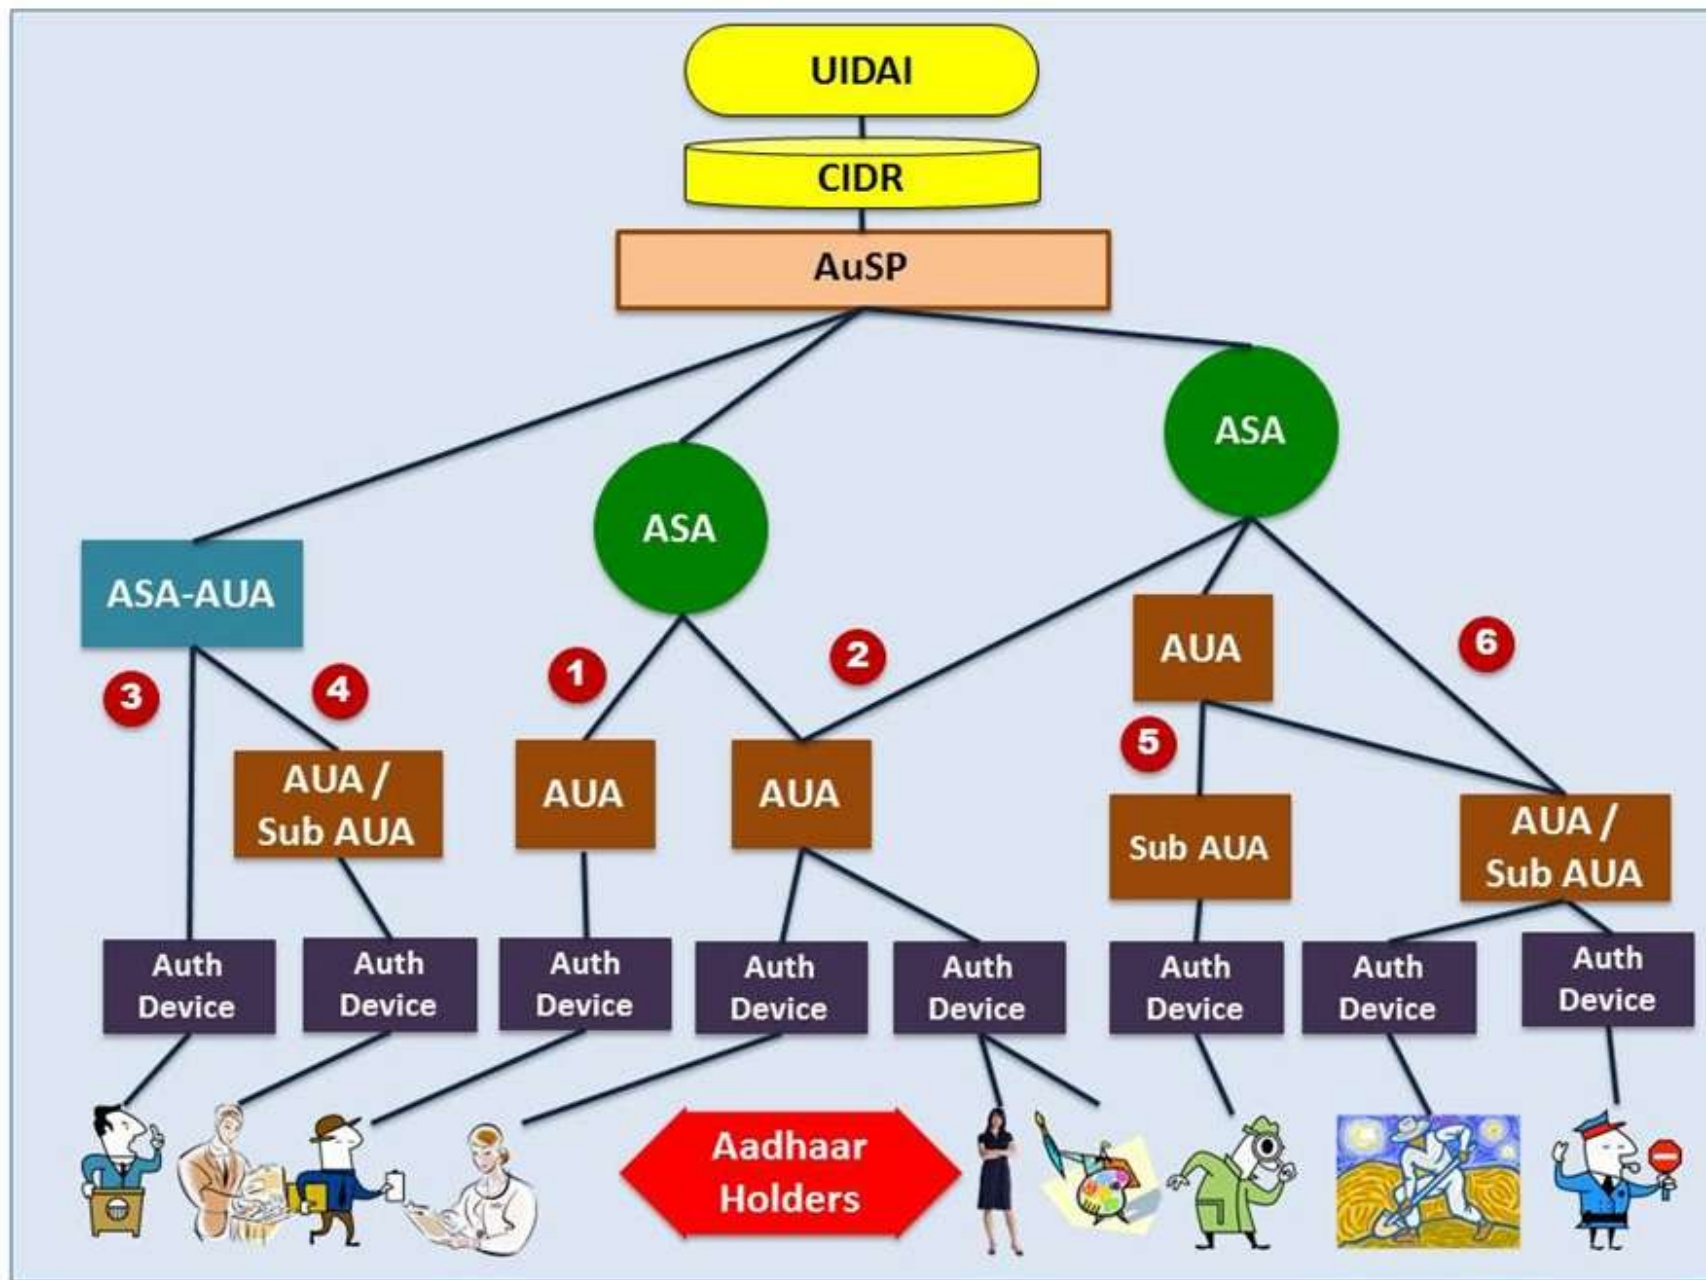 UIDAI
CIDR
AuSP
ASA
ASA
ASA-AUA
AUA
6
2
1
3
4
5
AUA /
Sub AUA
AUA
AUA
Sub AUA
AUA /
Sub AUA
Auth
Device
Auth
Device
Auth
Device
Auth
Device
Auth
Device
Auth
Device
Auth
Device
Auth
Device
Aadhaar
Holders